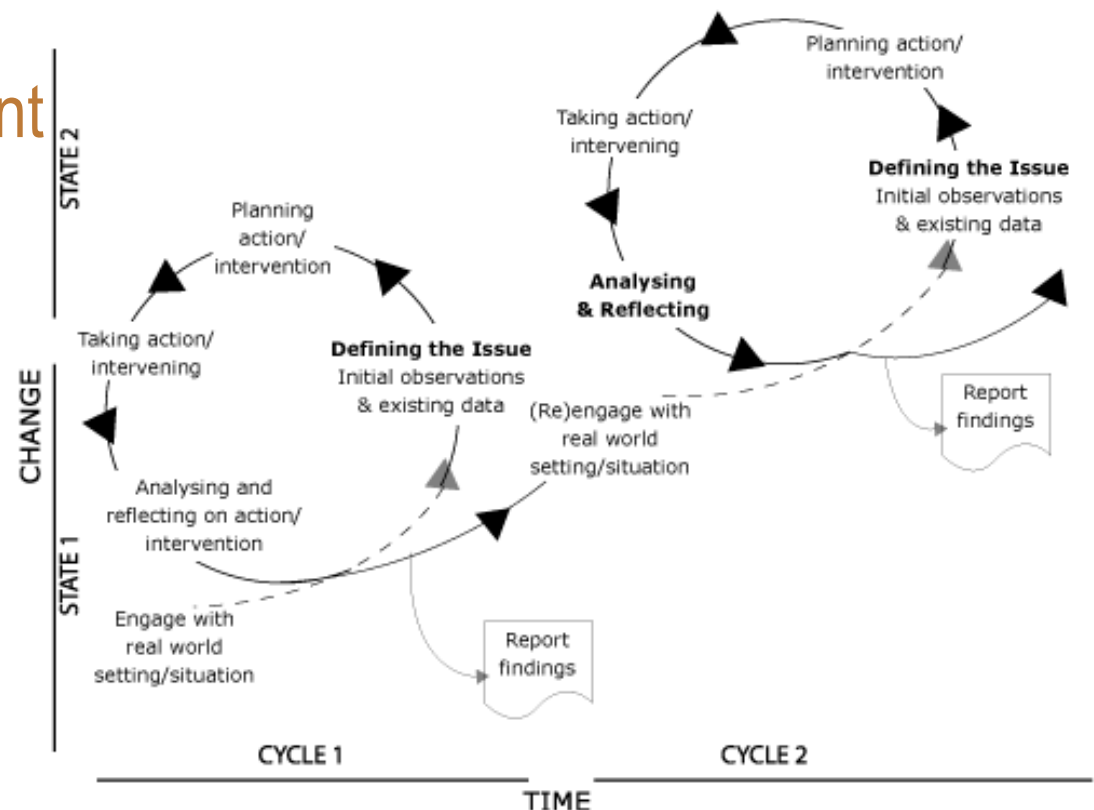 nt
STATE 2
CHANGE
STATE 1
Planning
action/
intervention
Taking action/
intervening
Defining the Issue
Initial observations
& existing data
Analysing and
reflecting on action/
intervention
Engage with
real world
setting/situation
Report
findings
Planning action/
intervention
Taking action/
intervening
Defining the Issue
Initial observations
& existing data
Analysing
& Reflecting
(Re)engage with
real world
setting/situation
Report
findings
CYCLE 1
CYCLE 2
TIME